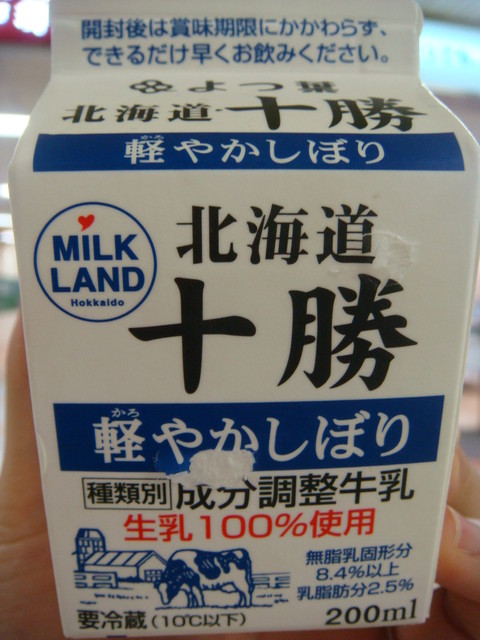 開封後は賞味期限にかかわらず、
できるだけ早くお飲みください。
よつ葉
北海道・十勝
かろ
軽やかしぼり
MILK
LAND
Hokkaido
北海道
十勝
かろ
軽やかしぼり
種類別 成分調整牛乳
生乳100%使用
無脂乳固形分
8.4%以上
乳脂肪分2.5%
要冷蔵(10℃以下)
200ml